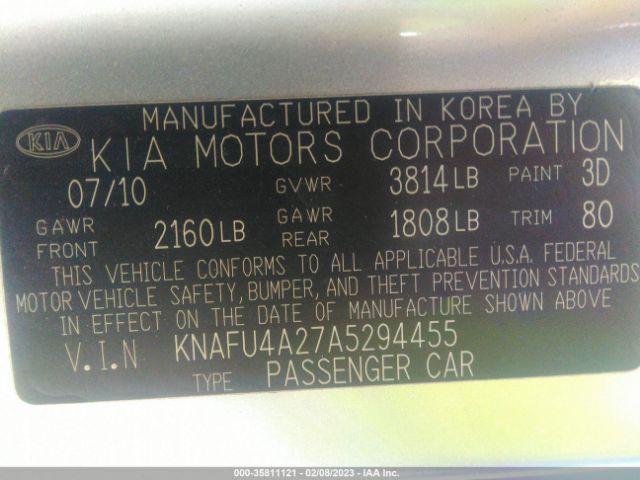 MANUFACTURED IN KOREA BY
KIA KIA MOTORS CORPORATION
07/10 GVWR 3814LB PAINT 3D
GAWR FRONT 2160LB GAWR REAR 1808LB TRIM 80
THIS VEHICLE CONFORMS TO ALL APPLICABLE U.S.A. FEDERAL
MOTOR VEHICLE SAFETY, BUMPER, AND THEFT PREVENTION STANDARDS
IN EFFECT ON THE DATE OF MANUFACTURE SHOWN ABOVE
V.I.N KNAFU4A27A5294455
TYPE PASSENGER CAR
000-35811121 - 02/08/2023 - IAA Inc.